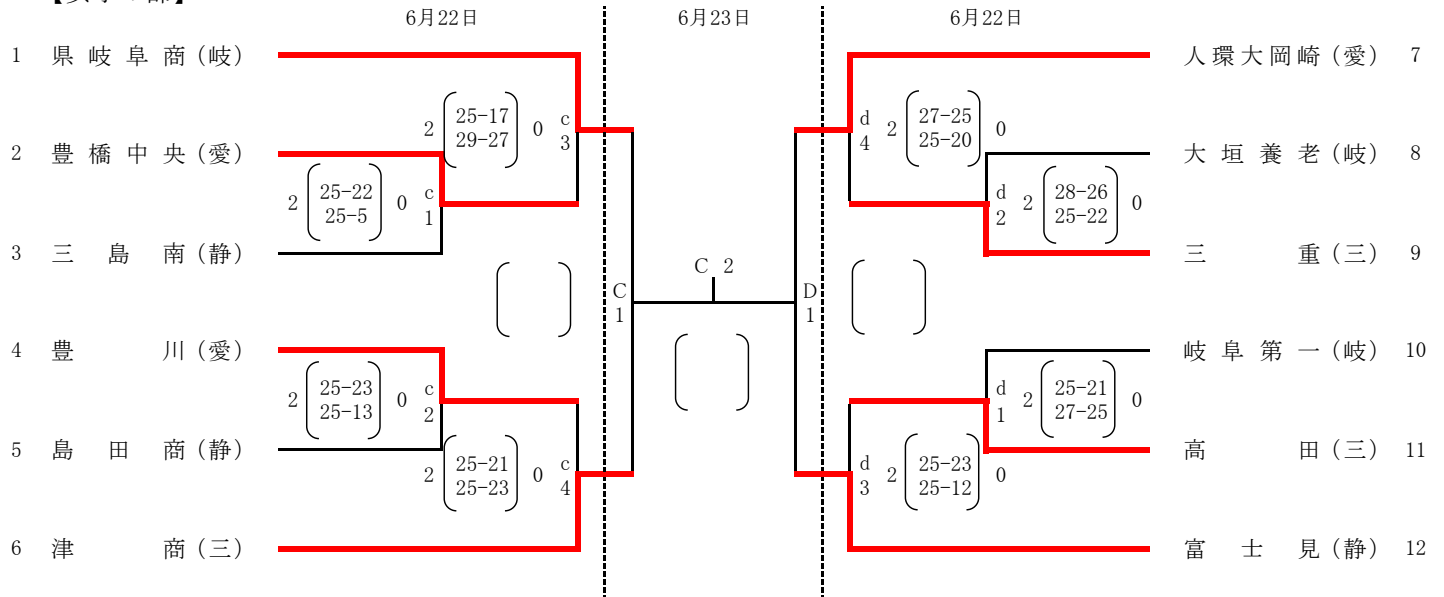 6月22日 6月23日 6月22日
1 県岐阜商(岐)
2 豊橋中央(愛)
3 三島南(静)
4 豊川(愛)
5 島田商(静)
6 津商(三)
2 25-17 0 c
29-27 3
2 25-22 0 c
25-5 1
2 25-23 0 c
25-13 2
2 25-21 0 c
25-23 4
C
1
C 2
D
1
d 2 27-25 0
4 25-20
d 2 28-26 0
2 25-22
d 2 25-21 0
1 27-25
d 2 25-23 0
3 25-12
人環大岡崎(愛) 7
大垣養老(岐) 8
三重(三) 9
岐阜第一(岐) 10
高田(三) 11
富士見(静) 12